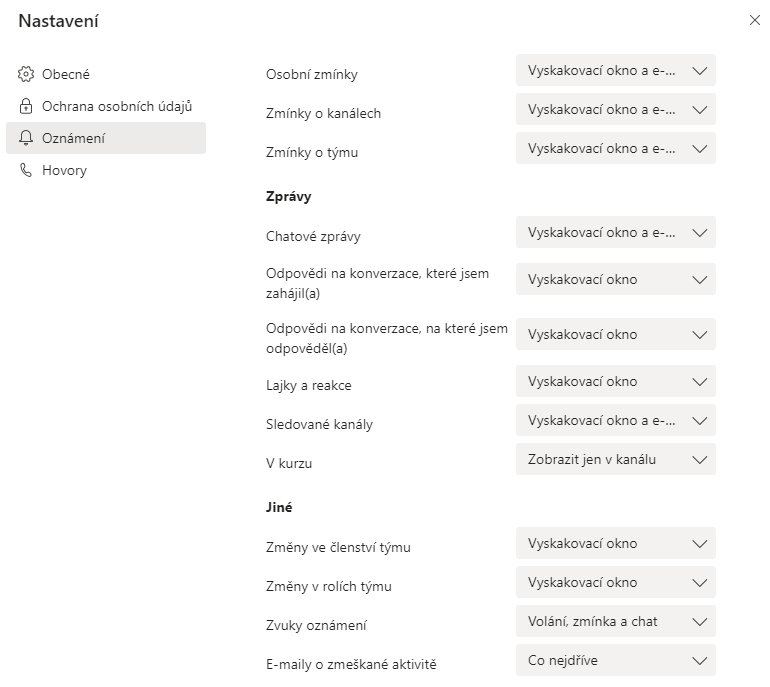 Nastavení
Obecné
Ochrana osobních údajů
Oznámení
Hovory
Osobní zmínky
Vyskakovací okno a e-...
Zmínky o kanálech
Vyskakovací okno a e-...
Zmínky o týmu
Vyskakovací okno a e-...
Zprávy
Chatové zprávy
Vyskakovací okno a e-...
Odpovědi na konverzace, které jsem
zahájil(a)
Vyskakovací okno
Odpovědi na konverzace, na které jsem
odpověděl(a)
Vyskakovací okno
Lajky a reakce
Vyskakovací okno
Sledované kanály
Vyskakovací okno a e-...
V kurzu
Zobrazit jen v kanálu
Jiné
Změny ve členství týmu
Vyskakovací okno
Změny v rolích týmu
Vyskakovací okno
Zvuky oznámení
Volání, zmínka a chat
E-maily o zmeškané aktivitě
Co nejdříve